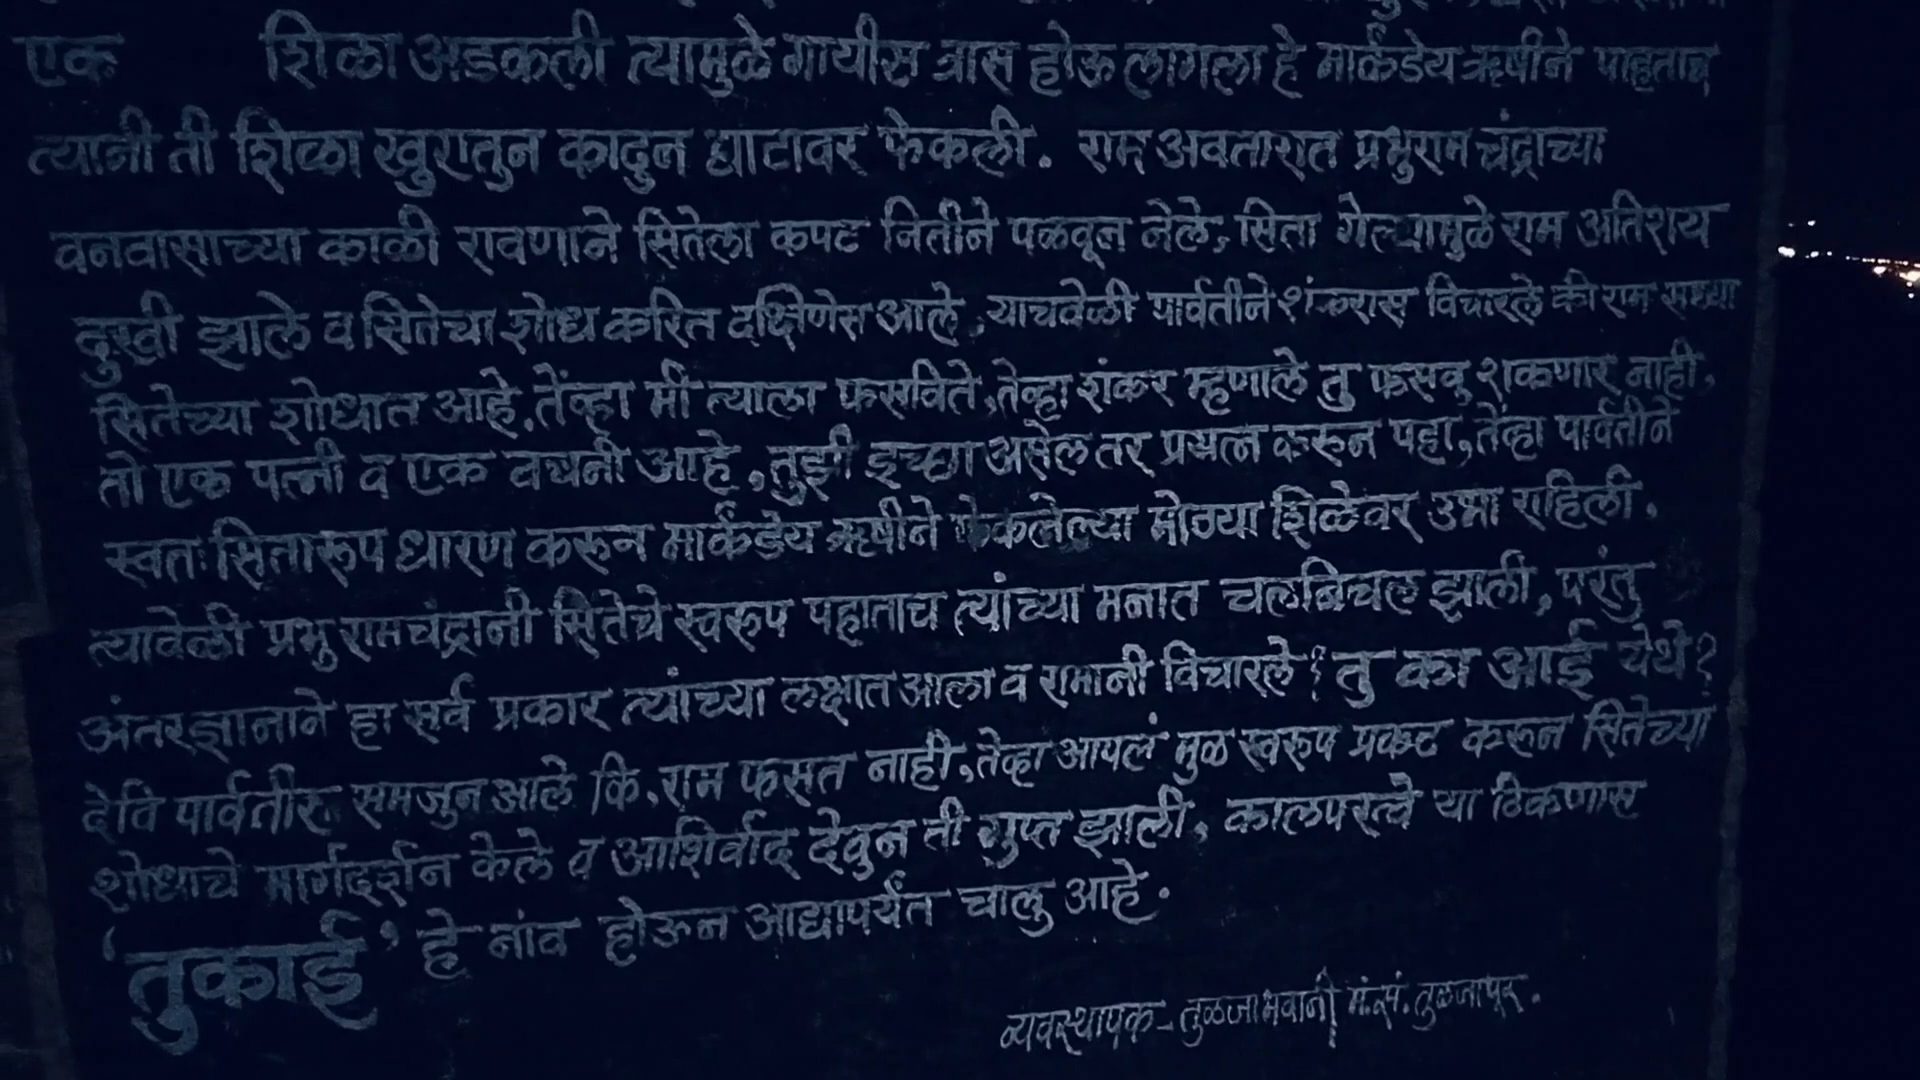 एक शिळा अडकली त्यामुळे गायीस त्रास होऊ लागला हे मार्कंडेय ऋषीने पाहताच
त्यानी ती शिळा खुरातुन काढुन घाटावर फेकली. राम अवतारात प्रभुराम चंद्राच्या
वनवासाच्या काळी रावणाने सितेला कपट नितीने पळवून नेले, सिता गेल्यामुळे राम अतिशय
दुःखी झाले व सितेचा शोध करित दक्षिणेस आले, याचवेळी पार्वतीने शंकरास विचारले की राम सध्या
सितेच्या शोधात आहे. तेंव्हा मी त्याला फसविते, तेव्हा शंकर म्हणाले तु फसवु शकणार नाही,
तो एक पत्नी व एक वचनी आहे, तुझी इच्छा असेल तर प्रयत्न करून पहा, तेंव्हा पार्वतीने
स्वतः सितारूप धारण करून मार्कंडेय ऋषीने फेकलेल्या मोठ्या शिळेवर उभा राहिली.
त्यावेळी प्रभु रामचंद्रानी सितेचे स्वरूप पहाताच त्यांच्या मनात चलबिचल झाली, परंतु
अंतरज्ञानाने हा सर्व प्रकार त्यांच्या लक्षात आला व रामानी विचारले ! तु का आई येथे?
देवि पार्वतीस समजुन आले कि, राम फसत नाही, तेव्हा आपलं मुळ स्वरूप प्रकट करून सितेच्या
शोधाचे मार्गदर्शन केले व आशिर्वाद देवुन ती गुप्त झाली, कालपरत्वे या ठिकाणास
‘तुकाई’ हे नांव होऊन आद्यापर्यंत चालु आहे.
व्यवस्थापक - तुळजाभवानी मं.सं. तुळजापूर.